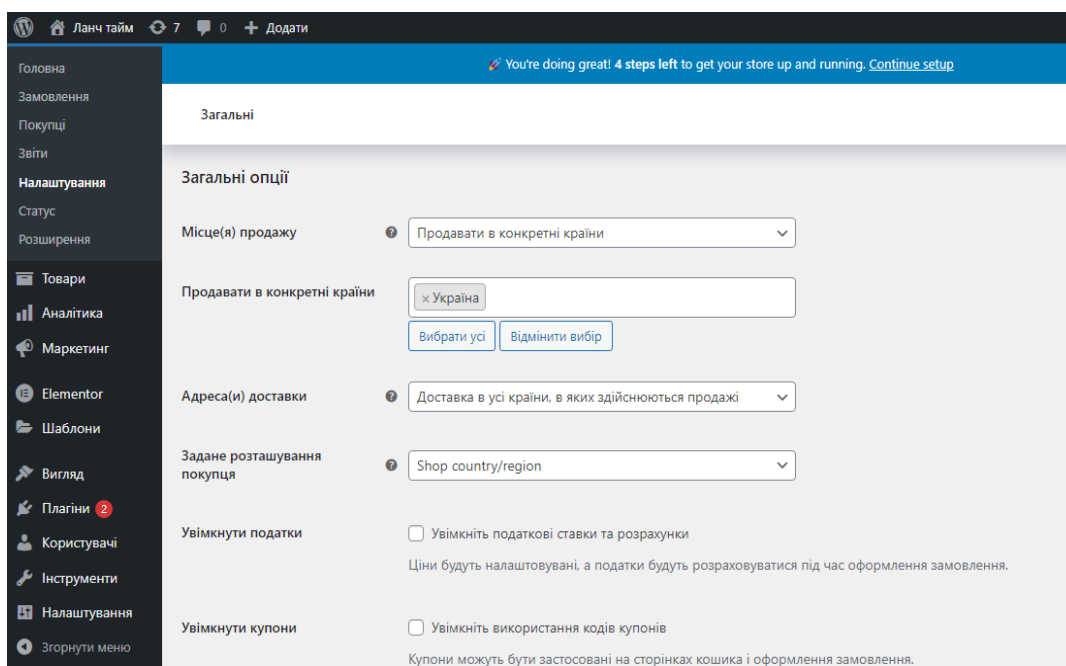 Ланч тайм 7 0 Додати
You're doing great! 4 steps left to get your store up and running. Continue setup
Головна
Замовлення
Покупці
Звіти
Налаштування
Статус
Розширення
Товари
Аналітика
Маркетинг
Elementor
Шаблони
Вигляд
Плагіни 2
Користувачі
Інструменти
Налаштування
Згорнути меню
Загальні
Загальні опції
Місце(я) продажу
Продавати в конкретні країни
Продавати в конкретні країни
× Україна
Вибрати усі Відмінити вибір
Адреса(и) доставки
Доставка в усі країни, в яких здійснюються продажі
Задане розташування
покупця
Shop country/region
Увімкнути податки
Увімкніть податкові ставки та розрахунки
Ціни будуть налаштовувані, а податки будуть розраховуватися під час оформлення замовлення.
Увімкнути купони
Увімкніть використання кодів купонів
Купони можуть бути застосовані на сторінках кошика і оформлення замовлення.